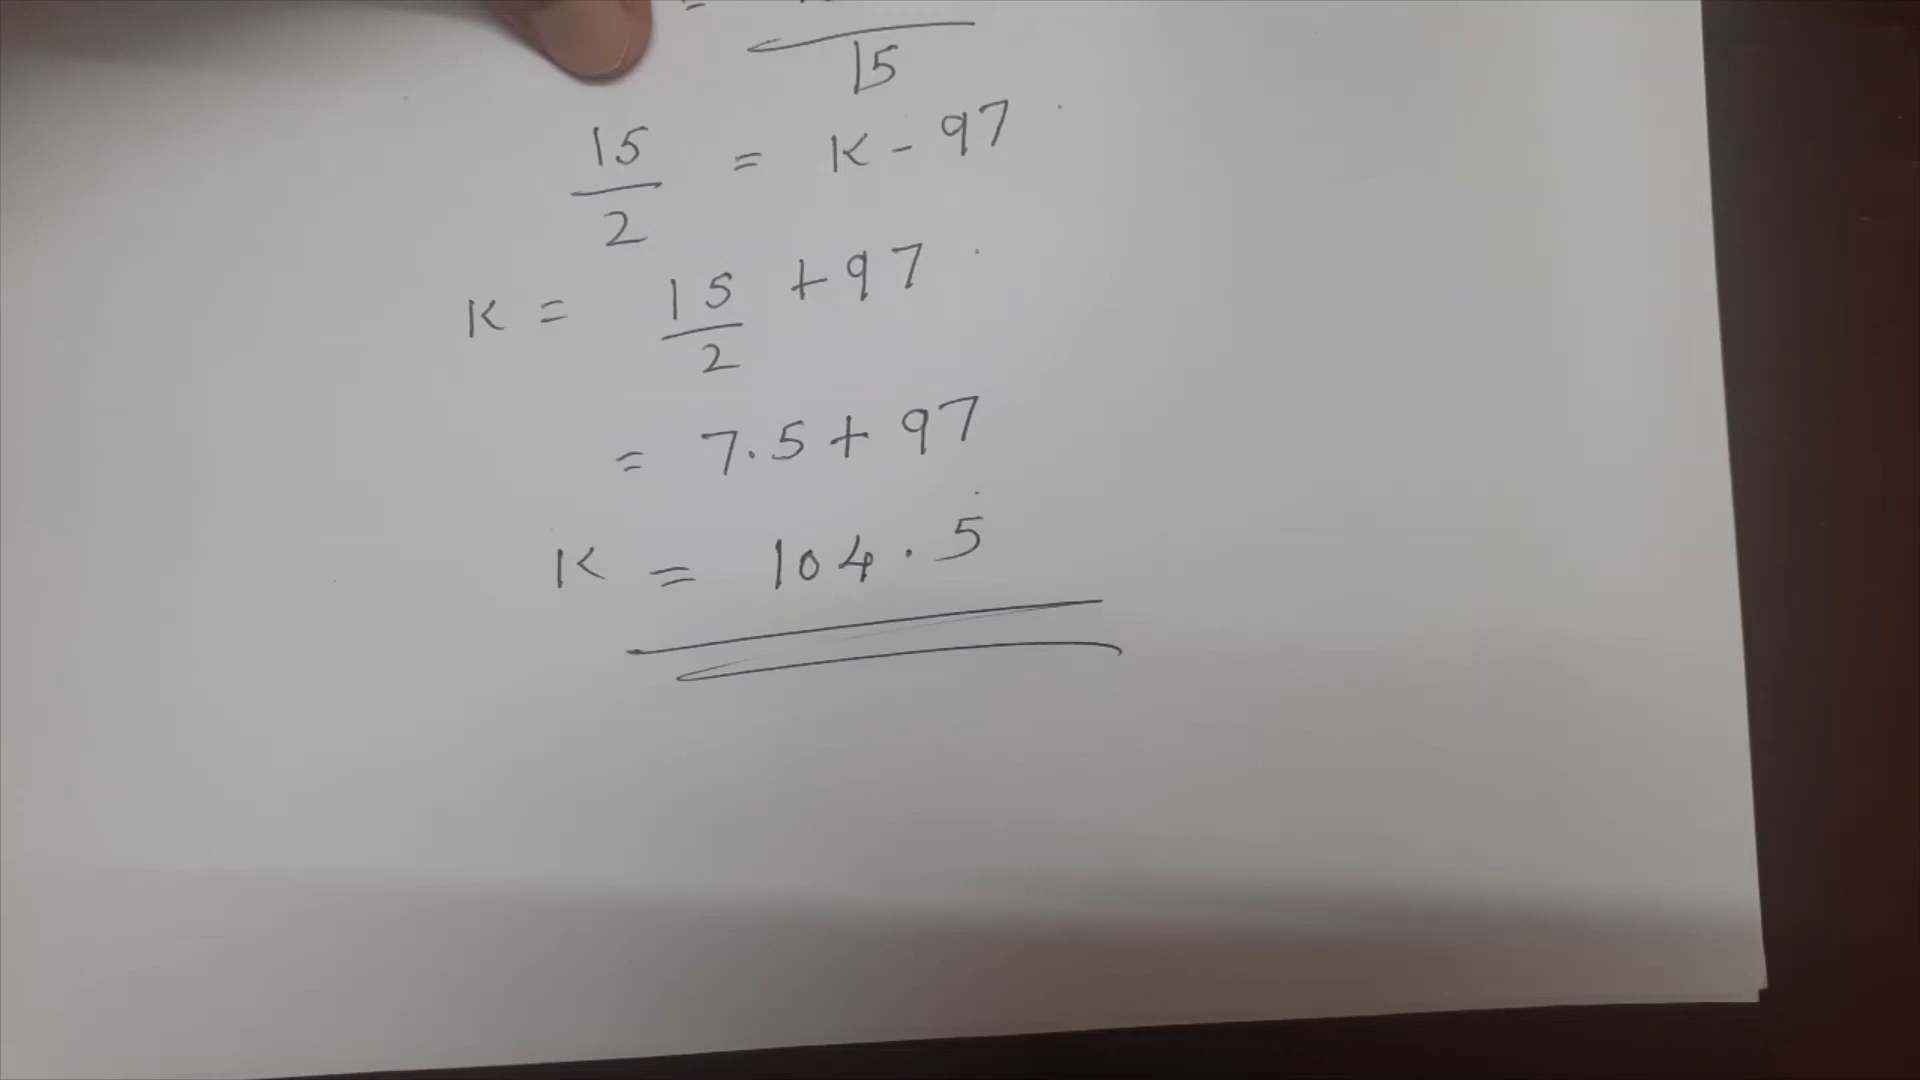 15
15/2 = K - 97
K = 15/2 + 97
= 7.5 + 97
K = 104.5